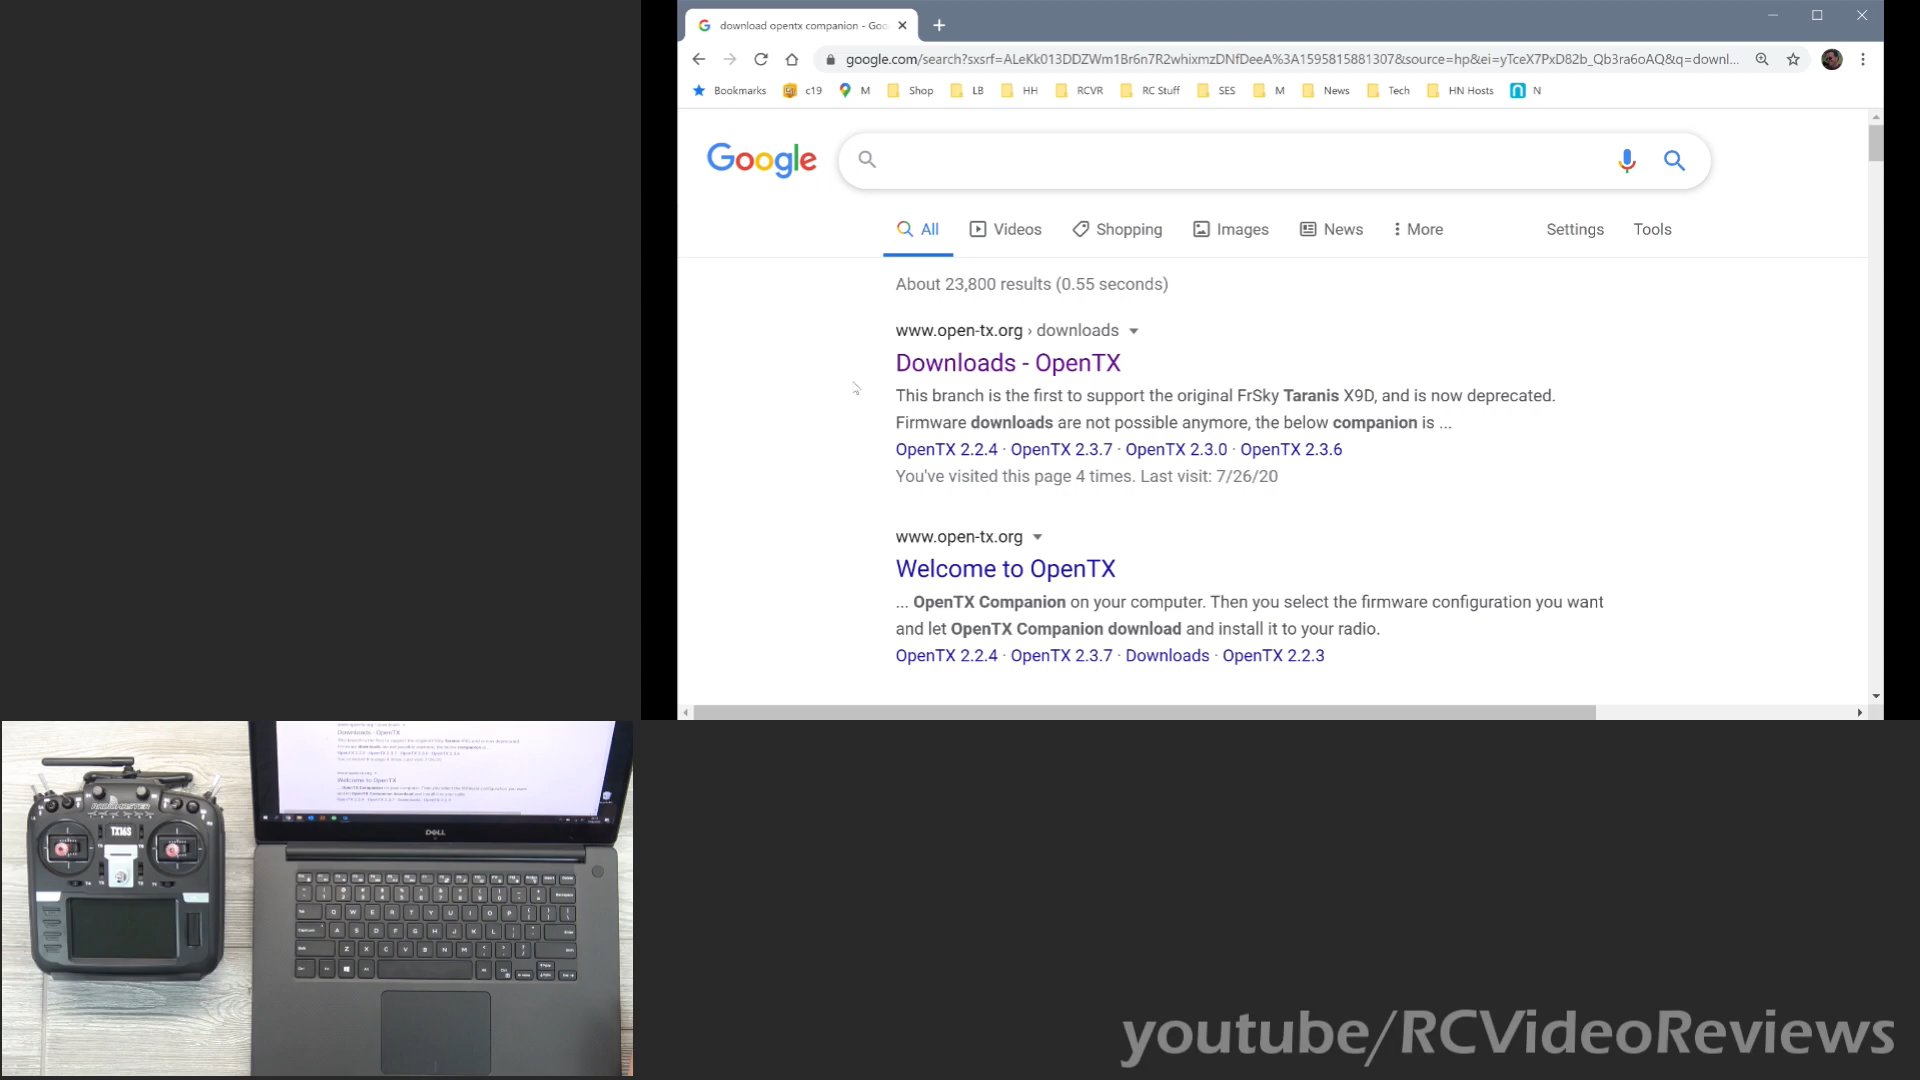 download opentx companion - Goo
google.com/search?sxsrf=ALeKk013DDZWm1Br6n7R2whixmzDNfDeeA%3A1595815881307&source=hp&ei=yTceX7PxD82b_Qb3ra6oAQ&q=downl...
Bookmarks c19 M Shop LB HH RCVR RC Stuff SES M News Tech HN Hosts N
Google
All Videos Shopping Images News More Settings Tools
About 23,800 results (0.55 seconds)
www.open-tx.org › downloads
Downloads - OpenTX
This branch is the first to support the original FrSky Taranis X9D, and is now deprecated.
Firmware downloads are not possible anymore, the below companion is ...
OpenTX 2.2.4 · OpenTX 2.3.7 · OpenTX 2.3.0 · OpenTX 2.3.6
You've visited this page 4 times. Last visit: 7/26/20
www.open-tx.org
Welcome to OpenTX
... OpenTX Companion on your computer. Then you select the firmware configuration you want
and let OpenTX Companion download and install it to your radio.
OpenTX 2.2.4 · OpenTX 2.3.7 · Downloads · OpenTX 2.2.3
Downloads - OpenTX
Welcome to OpenTX
RADIOMASTER
TX16S
DELL
Q W E R T Y U I O P
A S D F G H J K L
Z X C V B N M
youtube/RCVideoReviews